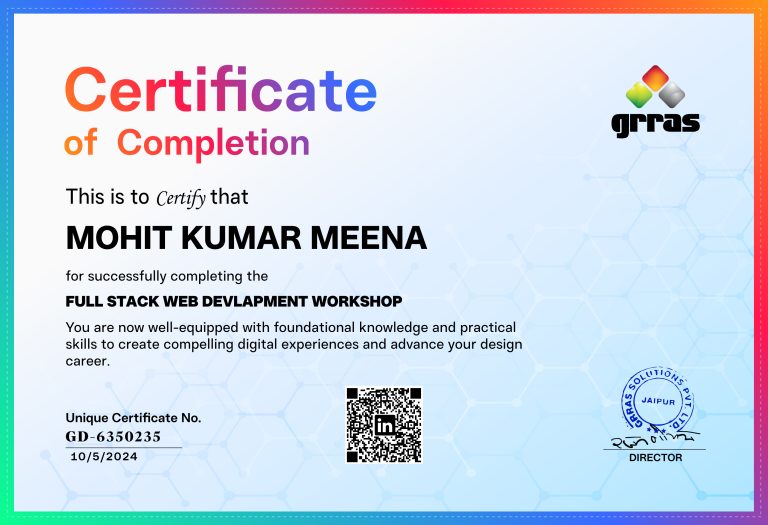 Certificate
of Completion
grras
This is to Certify that
MOHIT KUMAR MEENA
for successfully completing the
FULL STACK WEB DEVLAPMENT WORKSHOP
You are now well-equipped with foundational knowledge and practical
skills to create compelling digital experiences and advance your design
career.
Unique Certificate No.
GD-6350235
10/5/2024
in
GRRAS SOLUTIONS PVT. LTD.
JAIPUR
DIRECTOR